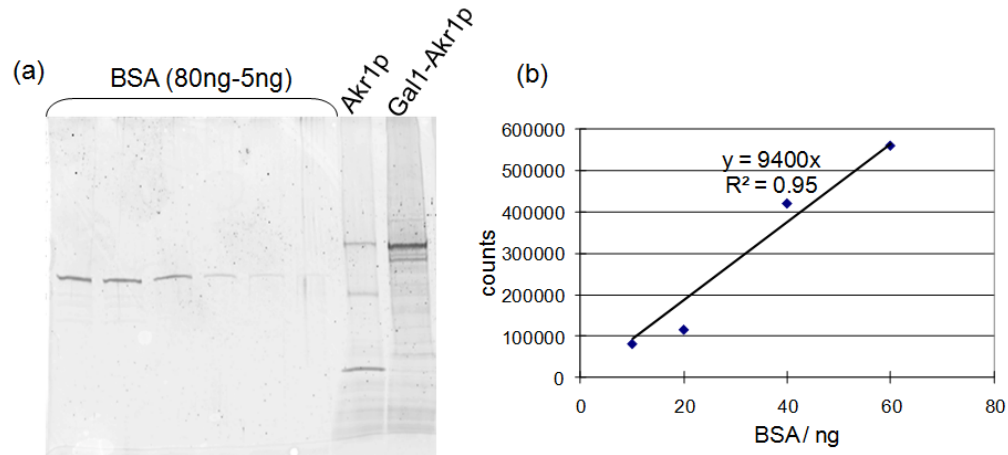 (a)
BSA (80ng-5ng)
Akr1p
Gal1-Akr1p
(b)
600000
500000
400000
300000
200000
100000
0
y = 9400x
R² = 0.95
counts
0
20
40
60
80
BSA / ng